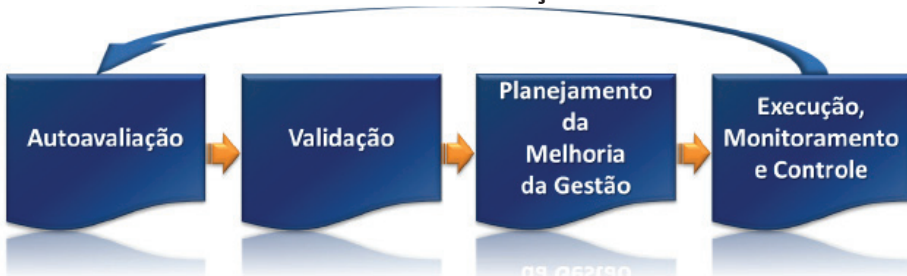 Autoavaliação
Validação
Planejamento
da
Melhoria
da Gestão
Execução,
Monitoramento
e Controle